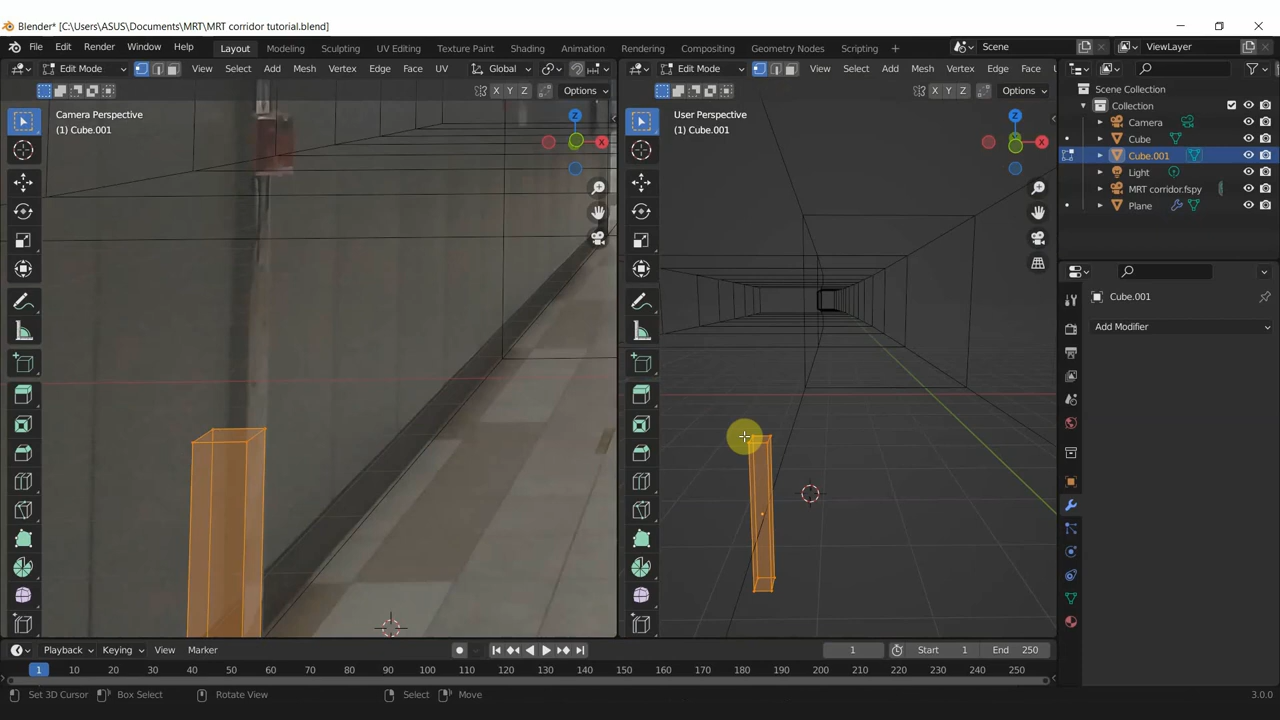 Blender* [C:\Users\ASUS\Documents\MRT\MRT corridor tutorial.blend]
File Edit Render Window Help Layout Modeling Sculpting UV Editing Texture Paint Shading Animation Rendering Compositing Geometry Nodes Scripting + Scene ViewLayer
Edit Mode View Select Add Mesh Vertex Edge Face UV Global Edit Mode View Select Add Mesh Vertex Edge Face U
X Y Z Options X Y Z Options
Scene Collection
Collection
Camera
Cube
Cube.001
Light
MRT corridor.fspy
Plane
Camera Perspective
(1) Cube.001
Z
X
User Perspective
(1) Cube.001
Z
X
Cube.001
Add Modifier
Playback Keying View Marker 1 Start 1 End 250
1 10 20 30 40 50 60 70 80 90 100 110 120 130 140 150 160 170 180 190 200 210 220 230 240 250
Set 3D Cursor Box Select Rotate View Select Move 3.0.0